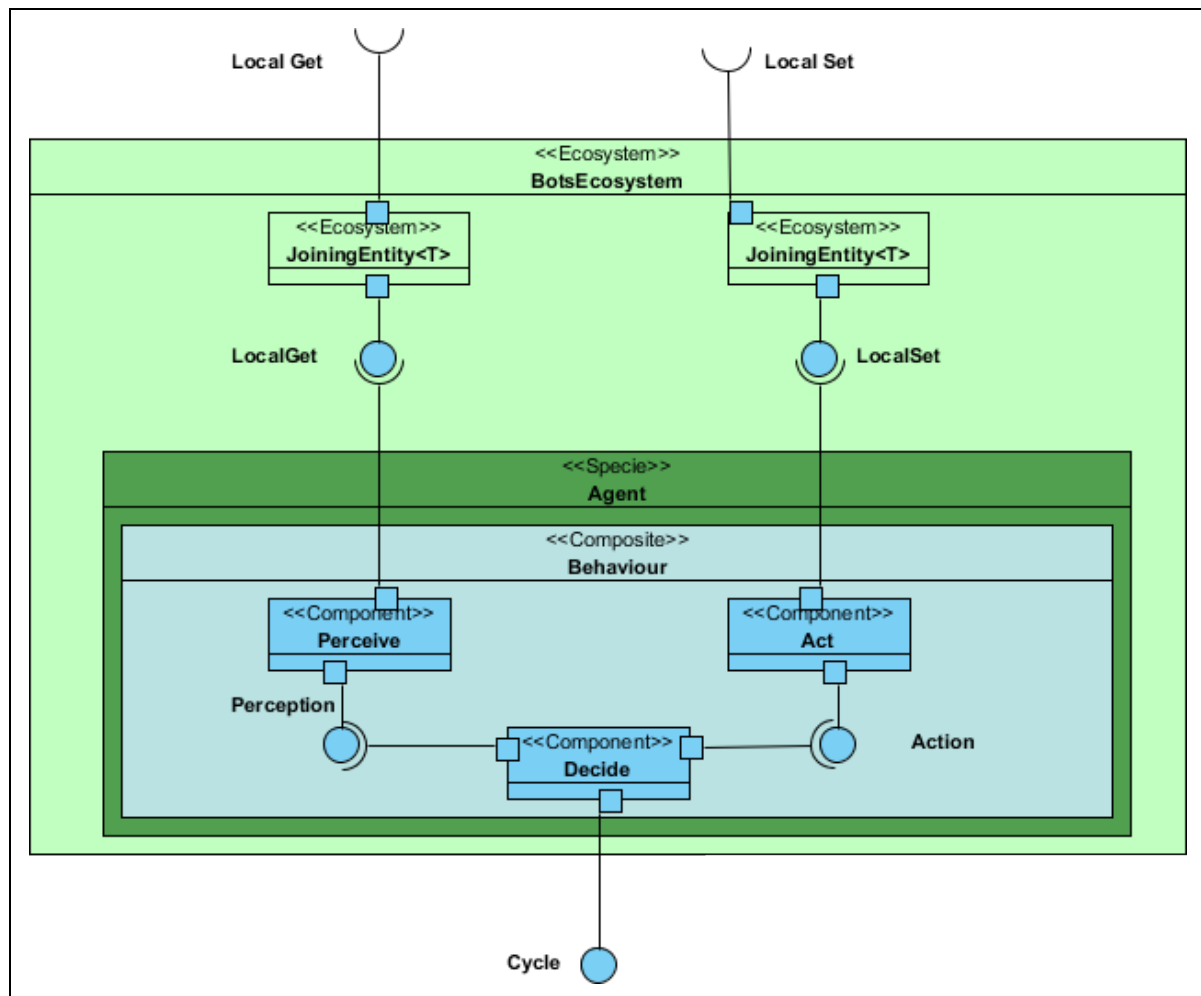 Local Get
Local Set
<<Ecosystem>>
BotsEcosystem
<<Ecosystem>>
JoiningEntity<T>
<<Ecosystem>>
JoiningEntity<T>
LocalGet
LocalSet
<<Specie>>
Agent
<<Composite>>
Behaviour
<<Component>>
Perceive
<<Component>>
Act
Perception
<<Component>>
Decide
Action
Cycle